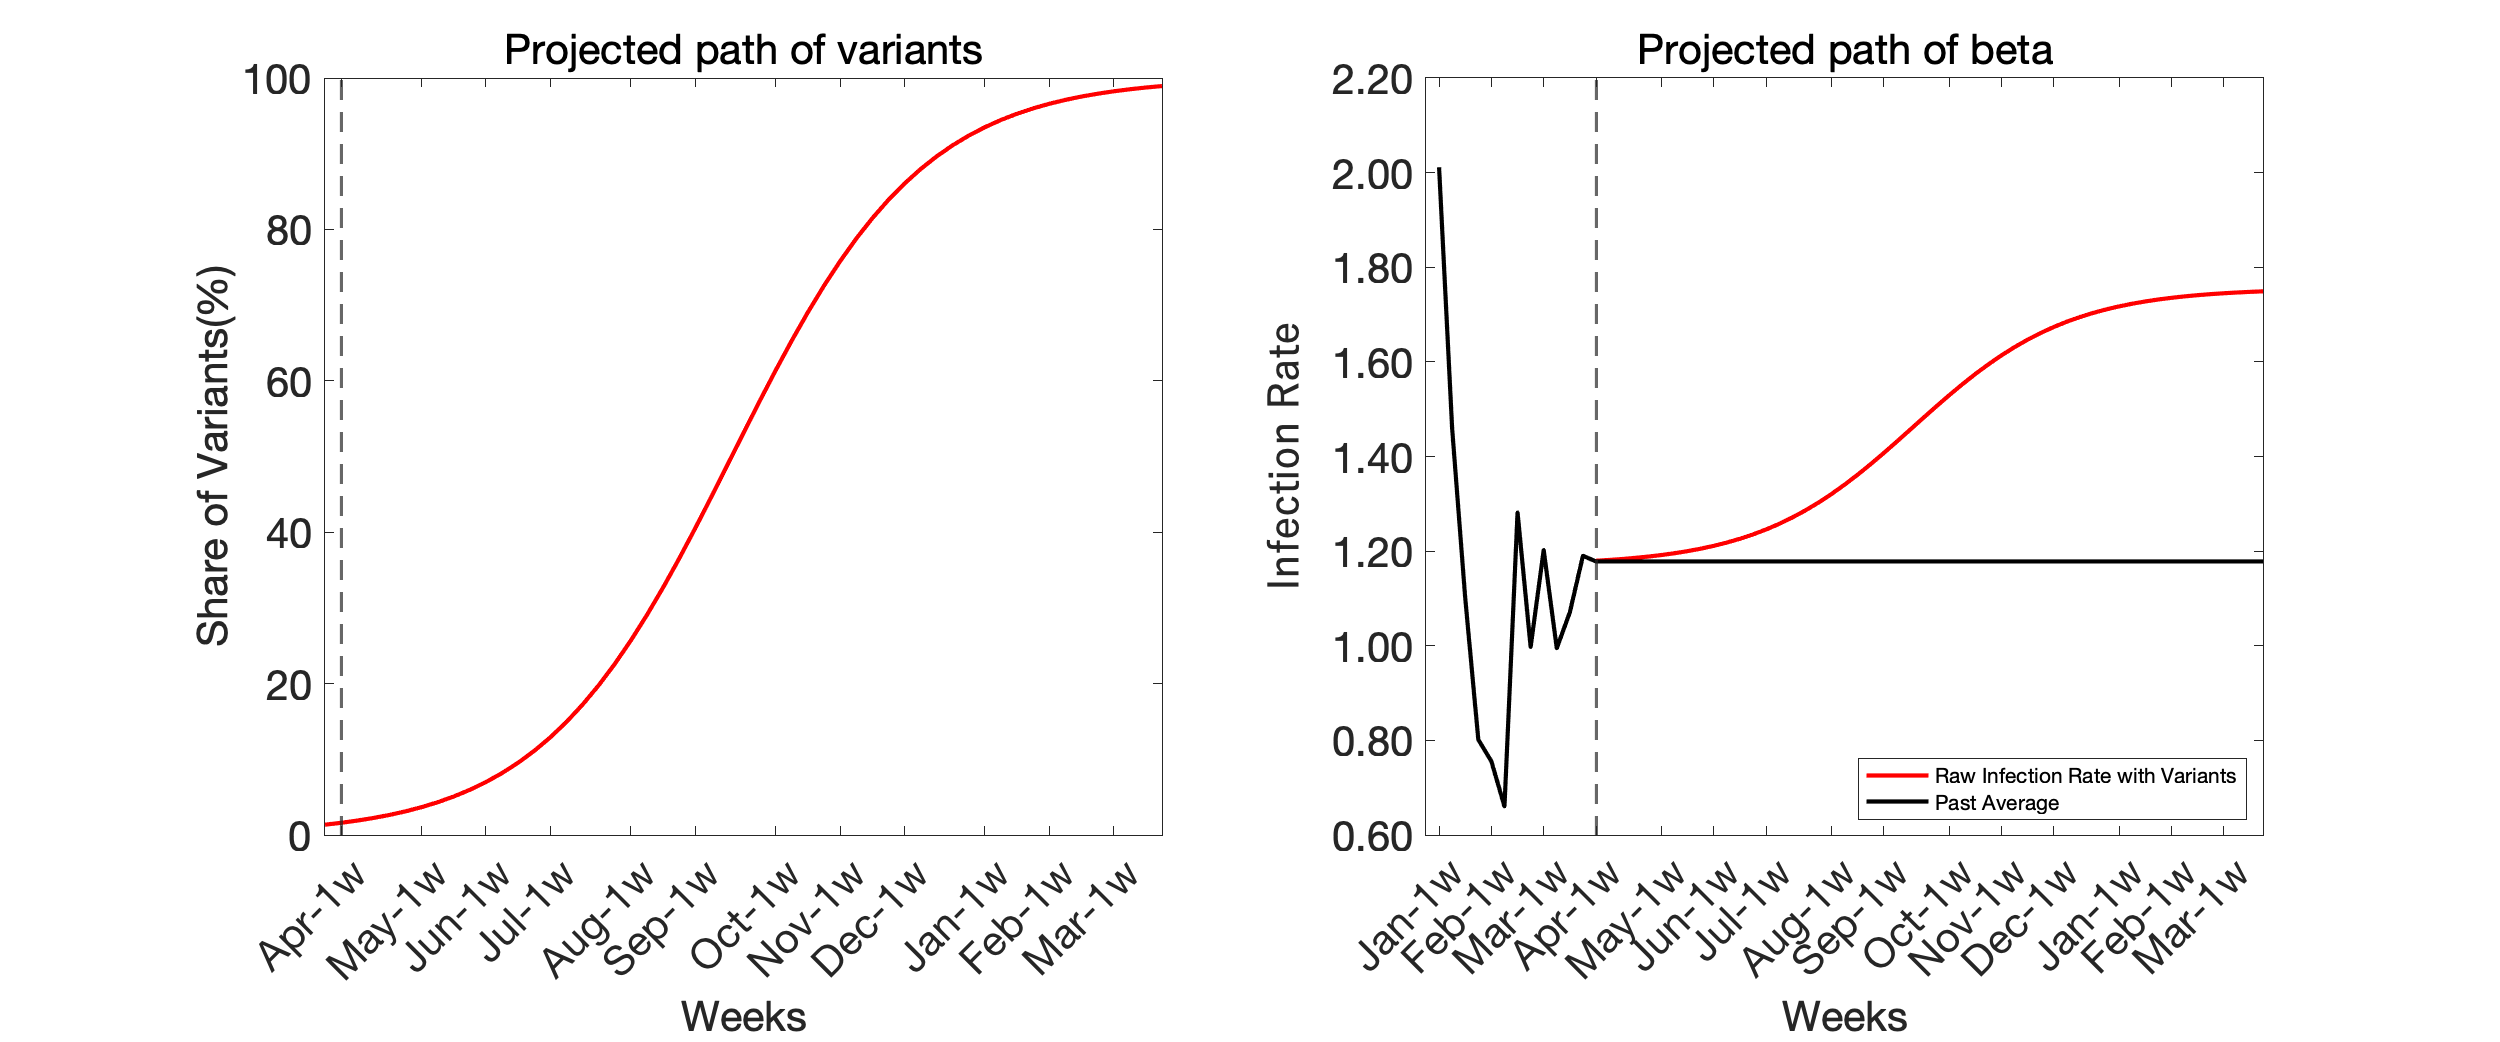 Projected path of variants
100
80
60
40
20
0
Share of Variants(%)
Apr-1w
May-1w
Jun-1w
Jul-1w
Aug-1w
Sep-1w
Oct-1w
Nov-1w
Dec-1w
Jan-1w
Feb-1w
Mar-1w
Weeks
Projected path of beta
2.20
2.00
1.80
1.60
1.40
1.20
1.00
0.80
0.60
Infection Rate
Raw Infection Rate with Variants
Past Average
Jan-1w
Feb-1w
Mar-1w
Apr-1w
May-1w
Jun-1w
Jul-1w
Aug-1w
Sep-1w
Oct-1w
Nov-1w
Dec-1w
Jan-1w
Feb-1w
Mar-1w
Weeks